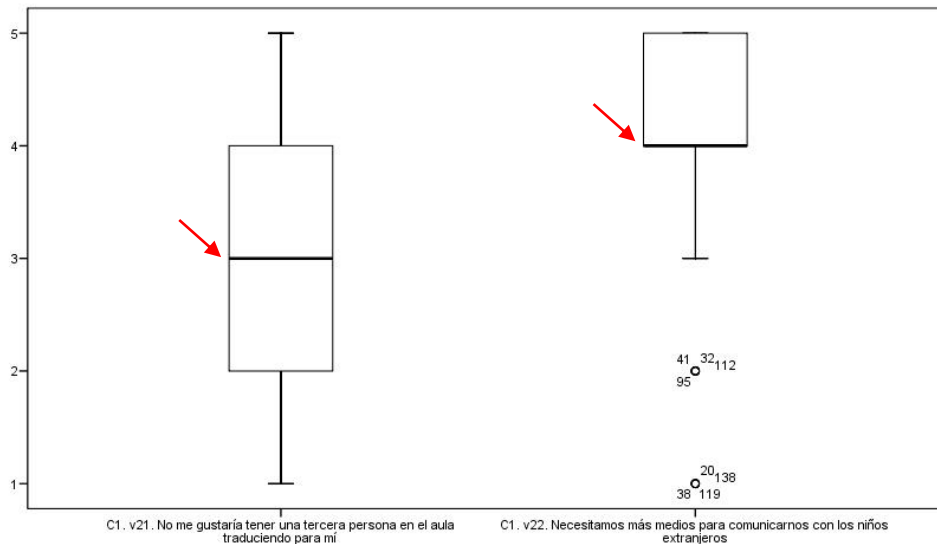 5
4
3
2
1
41 32 112
95
20 138
38 119
C1. v21. No me gustaría tener una tercera persona en el aula
traduciendo para mí
C1. v22. Necesitamos más medios para comunicarnos con los niños
extranjeros